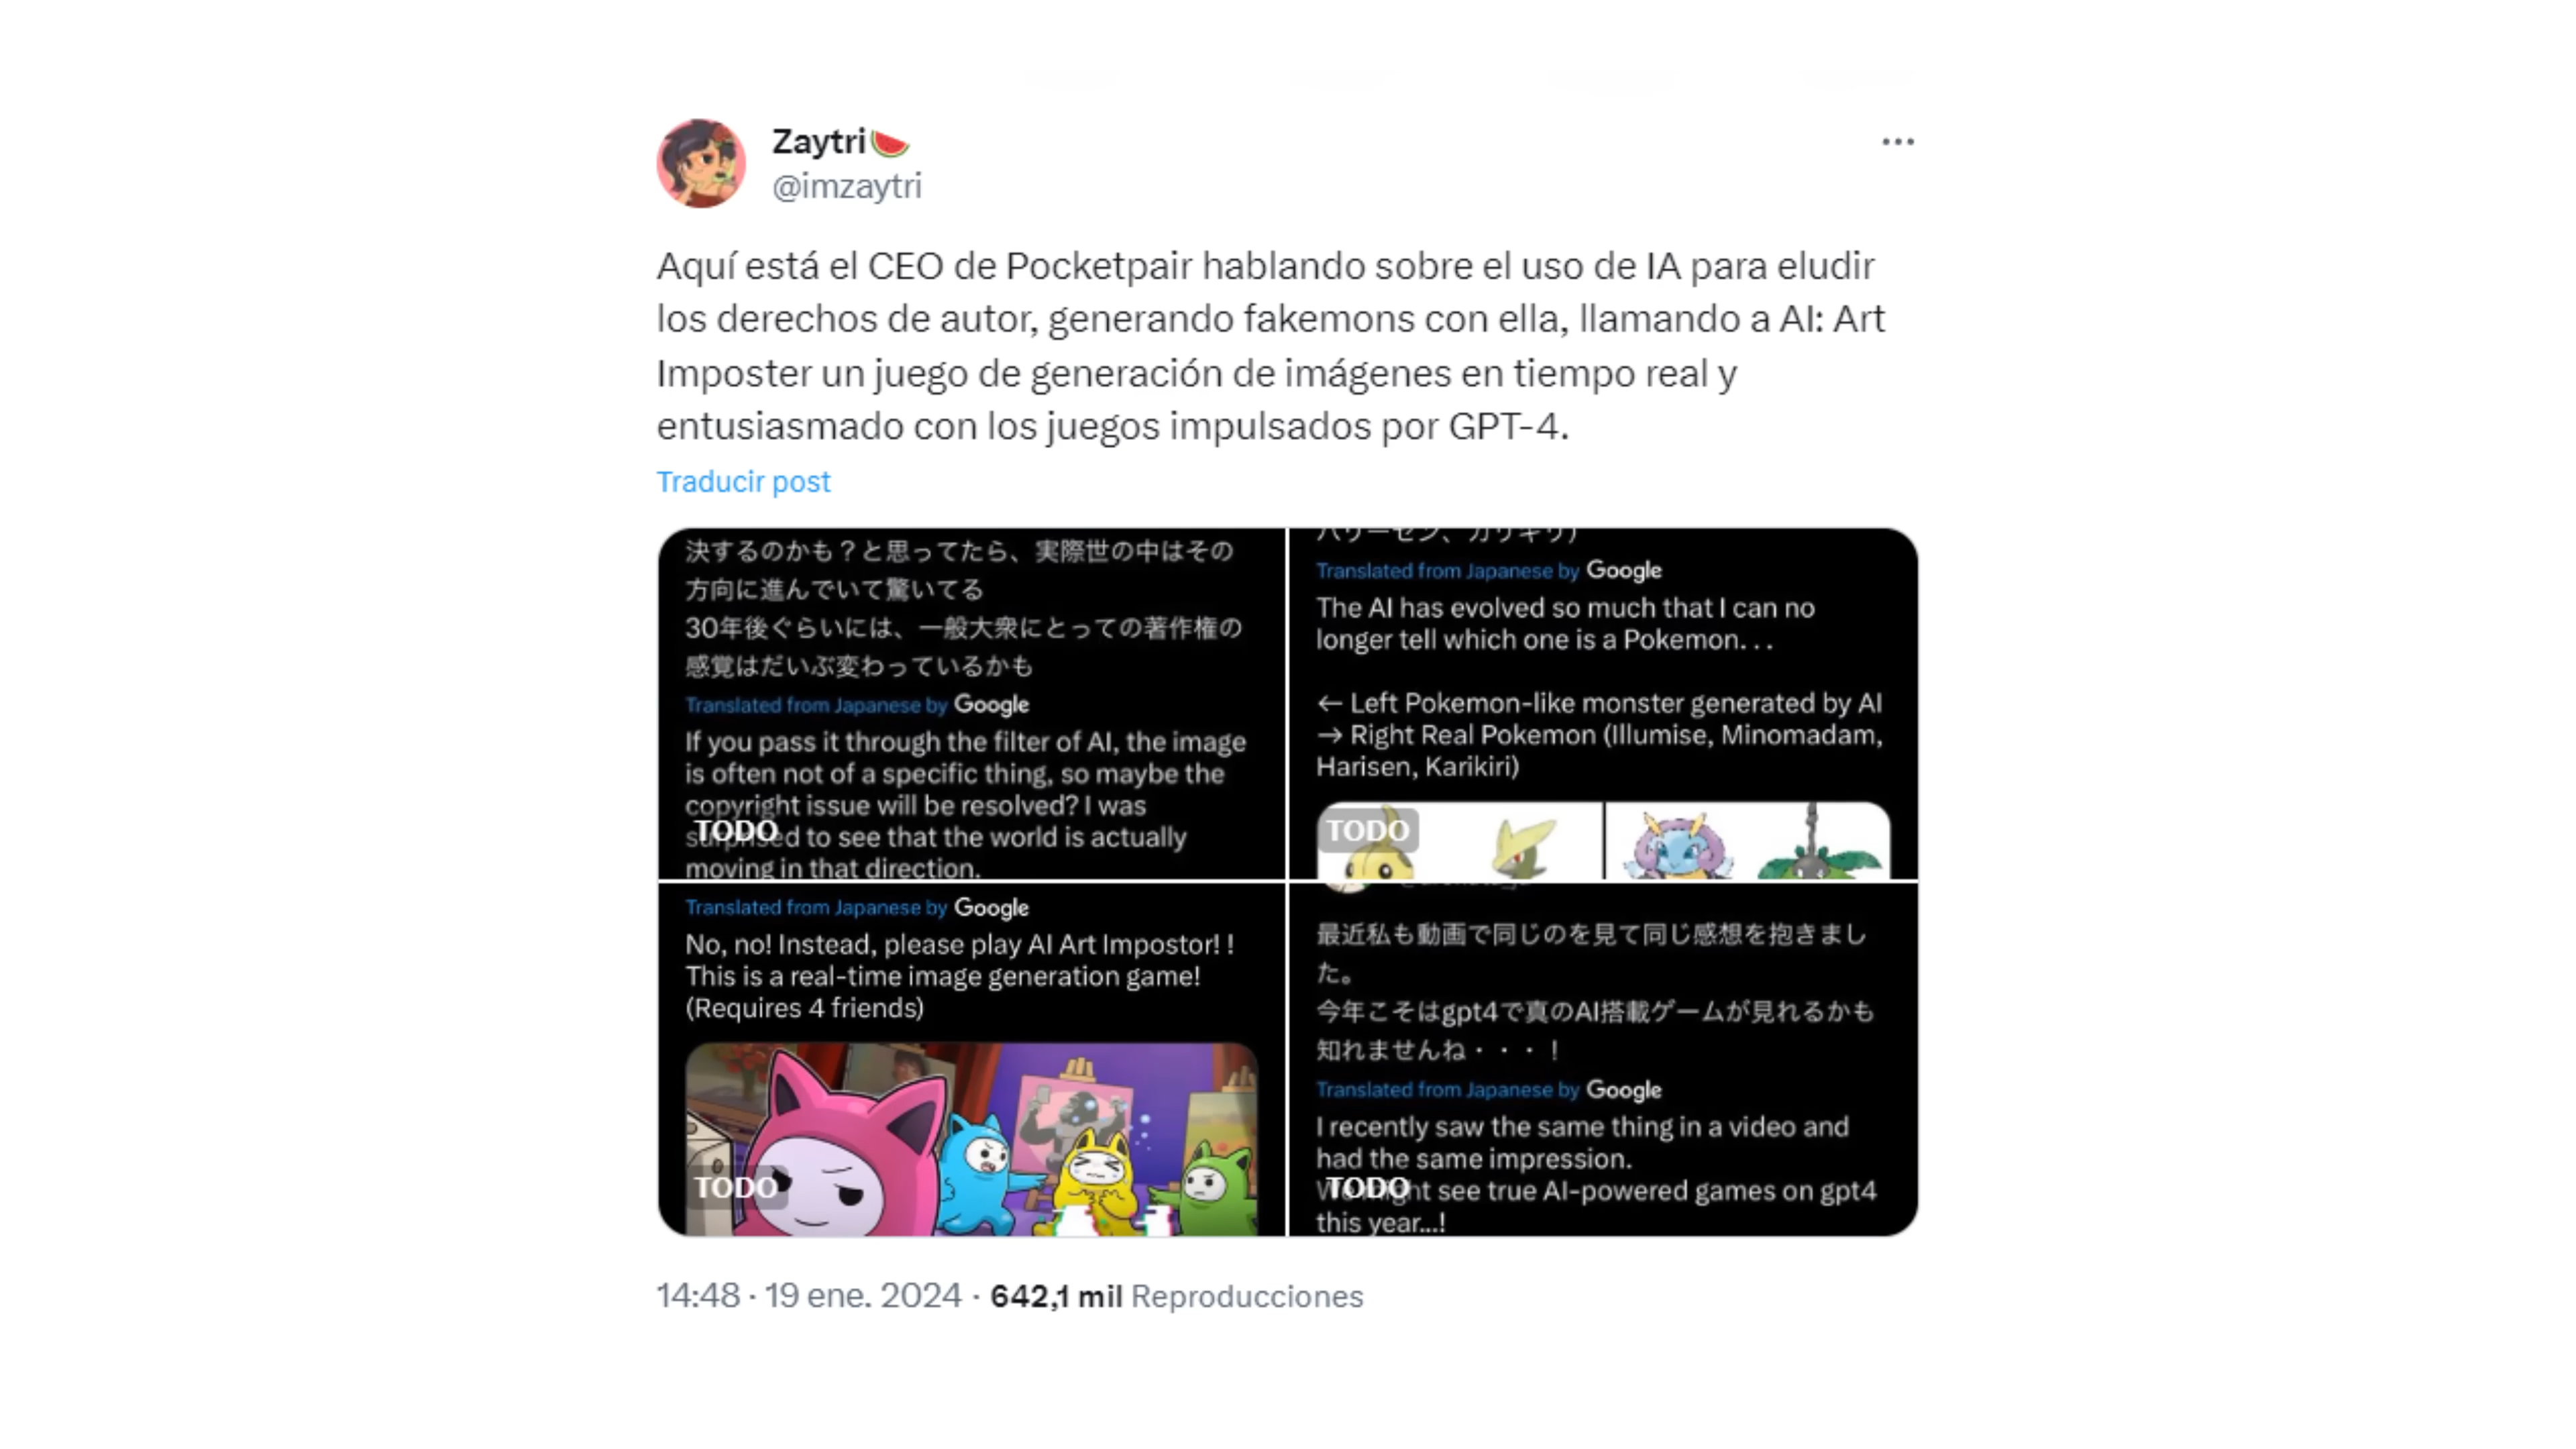 Zaytri🍉
@imzaytri
Aquí está el CEO de Pocketpair hablando sobre el uso de IA para eludir
los derechos de autor, generando fakemons con ella, llamando a AI: Art
Imposter un juego de generación de imágenes en tiempo real y
entusiasmado con los juegos impulsados por GPT-4.
Traducir post
決するのかも？と思ってたら、実際世の中はその
方向に進んでいて驚いてる
30年後ぐらいには、一般大衆にとっての著作権の
感覚はだいぶ変わっているかも
Translated from Japanese by Google
If you pass it through the filter of AI, the image
is often not of a specific thing, so maybe the
copyright issue will be resolved? I was
surprised to see that the world is actually
TODO
moving in that direction.
Translated from Japanese by Google
The AI has evolved so much that I can no
longer tell which one is a Pokemon. . .
← Left Pokemon-like monster generated by AI
→ Right Real Pokemon (Illumise, Minomadam,
Harisen, Karikiri)
TODO
Translated from Japanese by Google
No, no! Instead, please play AI Art Impostor! !
This is a real-time image generation game!
(Requires 4 friends)
TODO
最近私も動画で同じのを見て同じ感想を抱きまし
た。
今年こそはgpt4で真のAI搭載ゲームが見れるかも
知れませんね・・・！
Translated from Japanese by Google
I recently saw the same thing in a video and
had the same impression.
We might see true AI-powered games on gpt4
TODO
this year...!
14:48 · 19 ene. 2024 · 642,1 mil Reproducciones